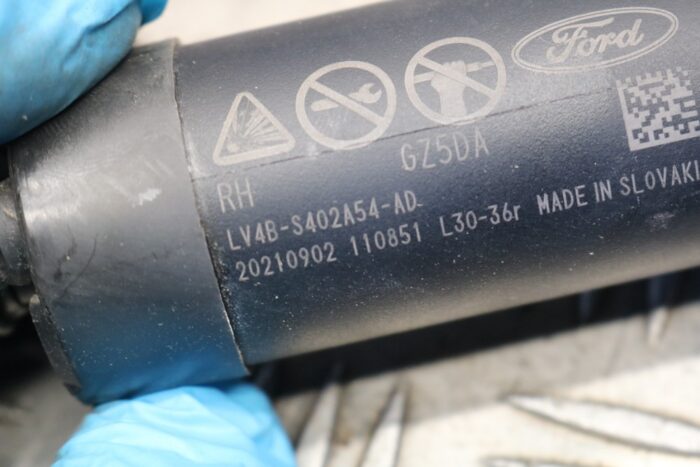 Ford
GZ5DA
RH
LV4B-S402A54-AD
20210902 110851 L30-36r MADE IN SLOVAKI